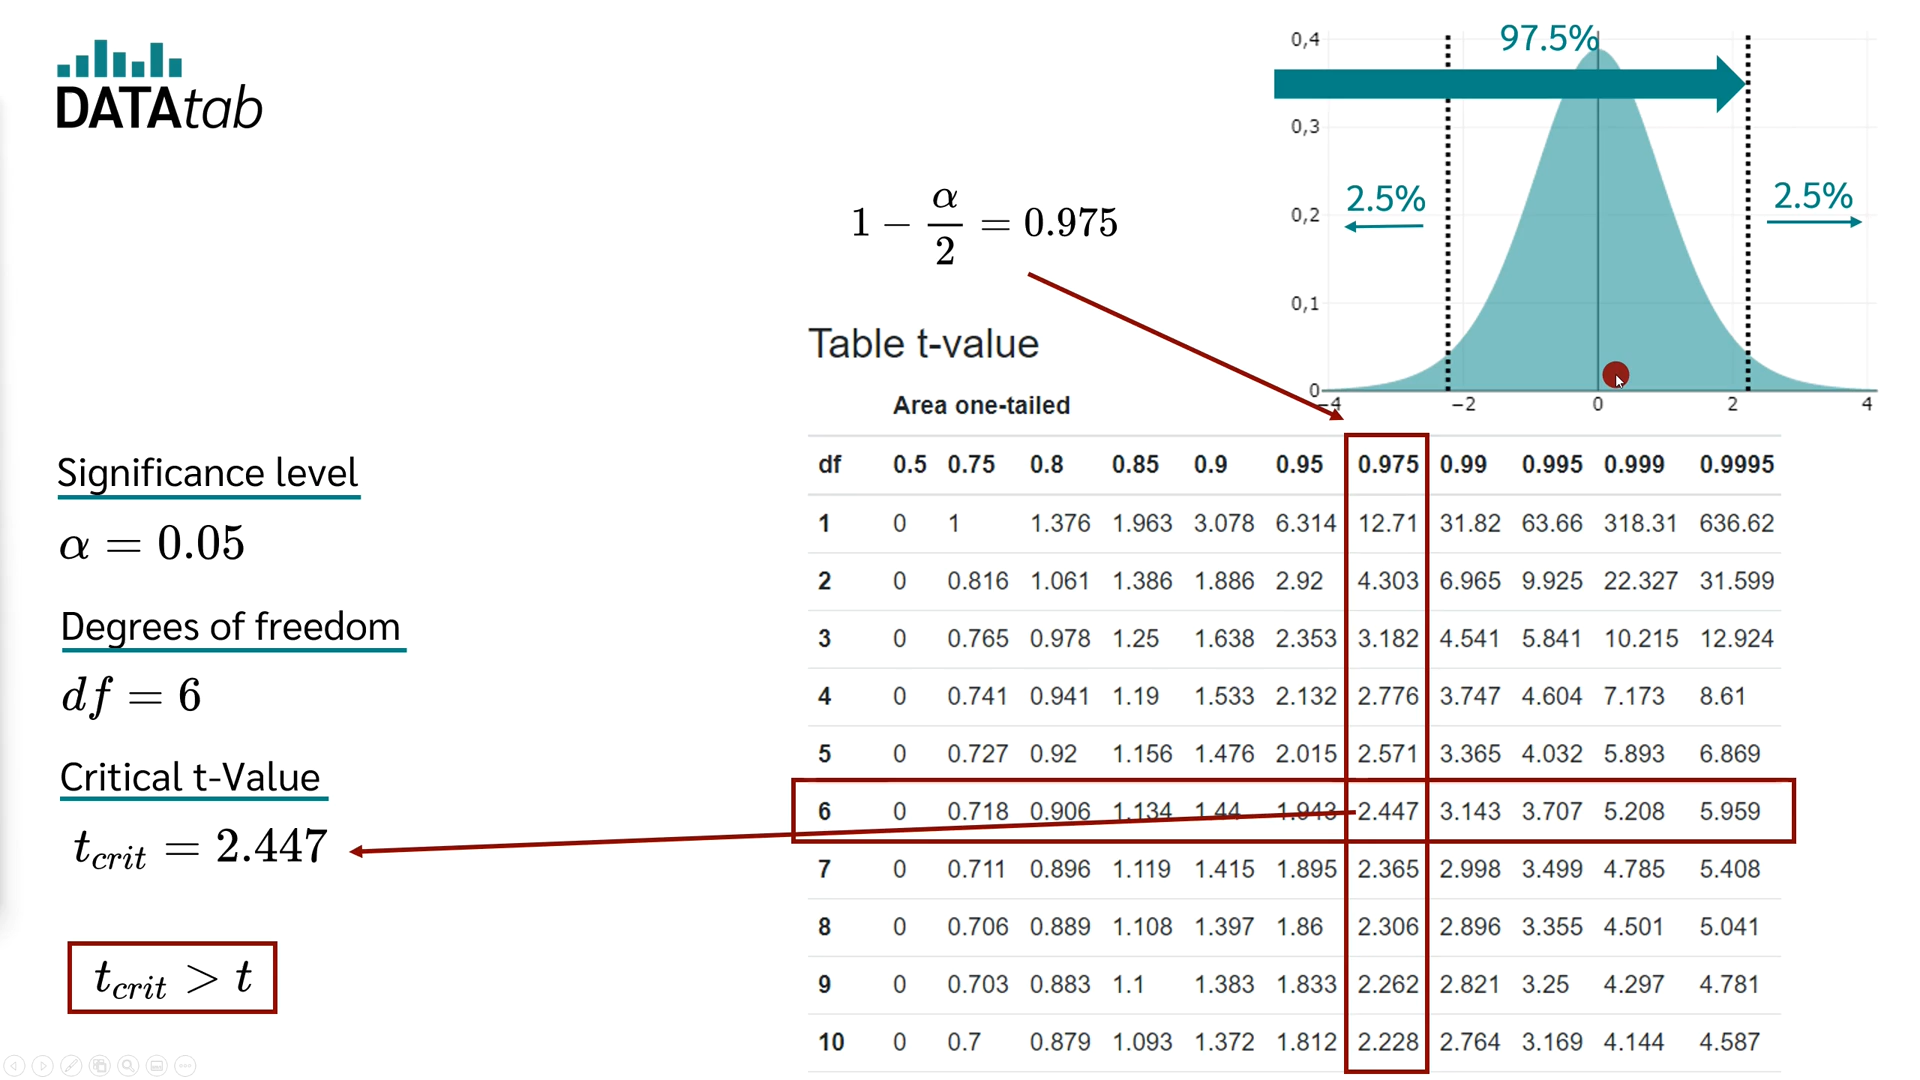 DATAtab
97.5%
0,4
0,3
2.5%
2.5%
0,2
0,1
0
−4 −2 0 2 4
1 − α/2 = 0.975
Table t-value
Area one-tailed
df 0.5 0.75 0.8 0.85 0.9 0.95 0.975 0.99 0.995 0.999 0.9995
1 0 1 1.376 1.963 3.078 6.314 12.71 31.82 63.66 318.31 636.62
2 0 0.816 1.061 1.386 1.886 2.92 4.303 6.965 9.925 22.327 31.599
3 0 0.765 0.978 1.25 1.638 2.353 3.182 4.541 5.841 10.215 12.924
4 0 0.741 0.941 1.19 1.533 2.132 2.776 3.747 4.604 7.173 8.61
5 0 0.727 0.92 1.156 1.476 2.015 2.571 3.365 4.032 5.893 6.869
6 0 0.718 0.906 1.134 1.44 1.943 2.447 3.143 3.707 5.208 5.959
7 0 0.711 0.896 1.119 1.415 1.895 2.365 2.998 3.499 4.785 5.408
8 0 0.706 0.889 1.108 1.397 1.86 2.306 2.896 3.355 4.501 5.041
9 0 0.703 0.883 1.1 1.383 1.833 2.262 2.821 3.25 4.297 4.781
10 0 0.7 0.879 1.093 1.372 1.812 2.228 2.764 3.169 4.144 4.587
Significance level
α = 0.05
Degrees of freedom
df = 6
Critical t-Value
t_crit = 2.447
t_crit > t